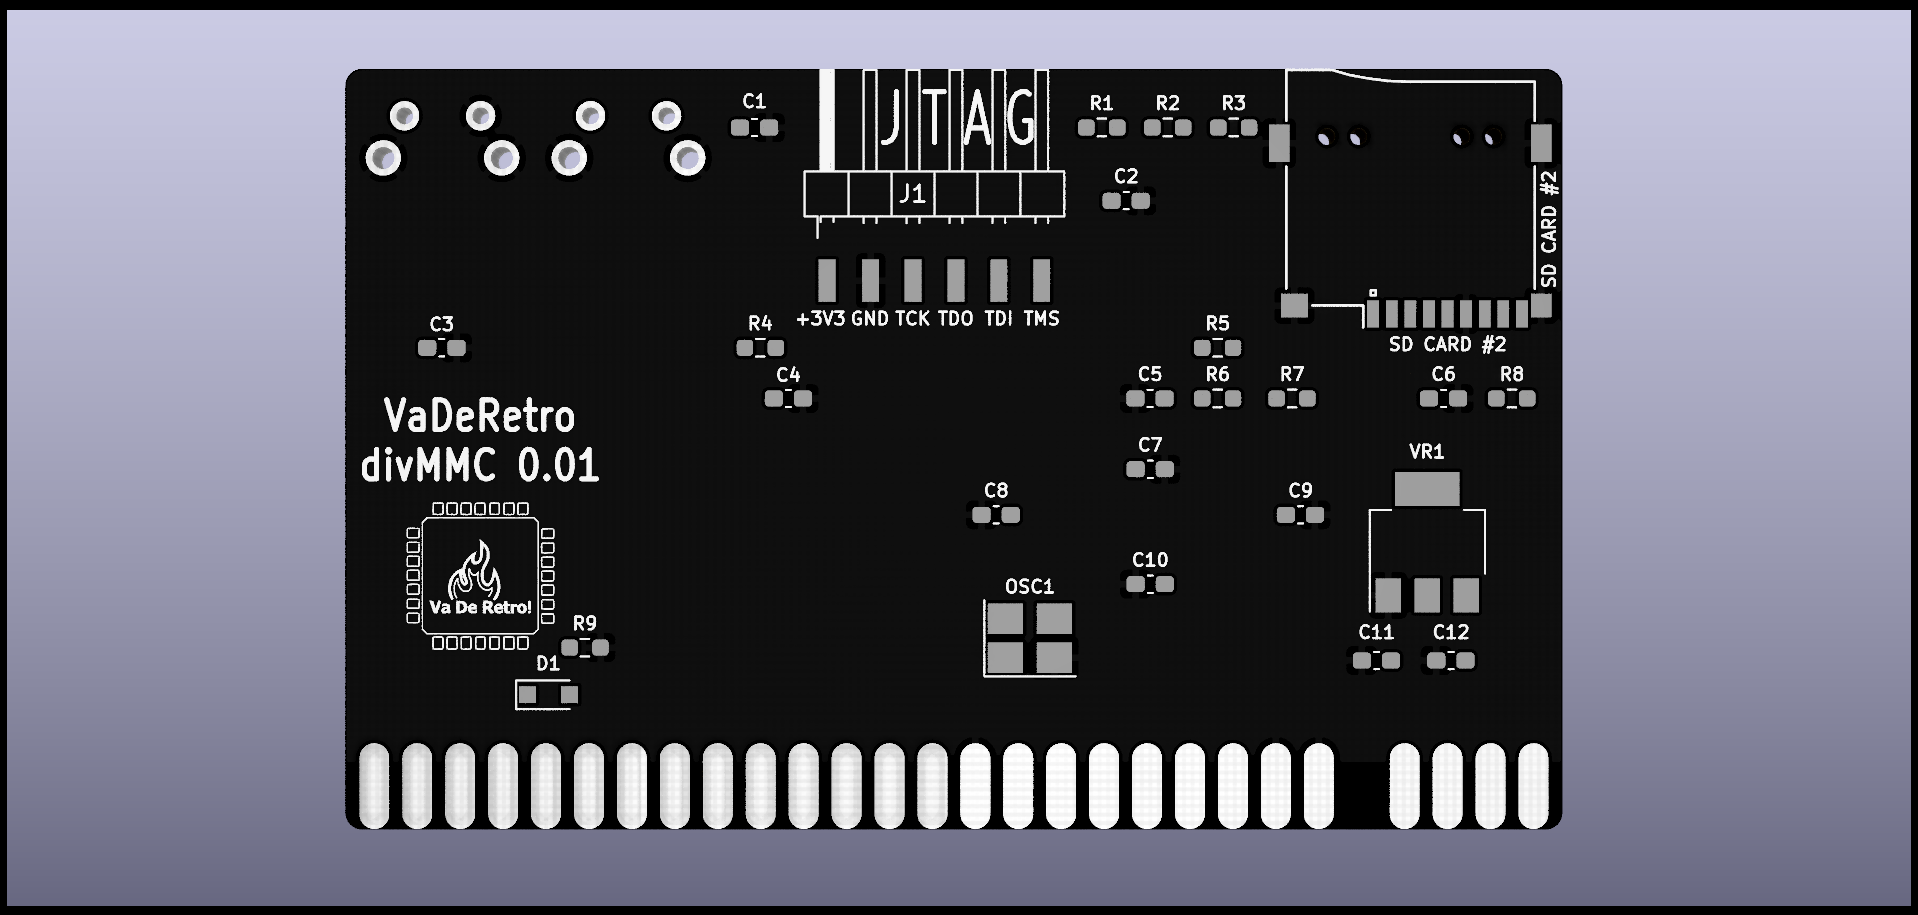 C1
JTAG
R1 R2 R3
C2
J1
SD CARD #2
+3V3 GND TCK TDO TDI TMS
C3
R4
R5
SD CARD #2
C4
C5 R6 R7
C6 R8
VaDeRetro
divMMC 0.01
C7
VR1
C8
C9
C10
OSC1
Va De Retro!
R9
C11 C12
D1